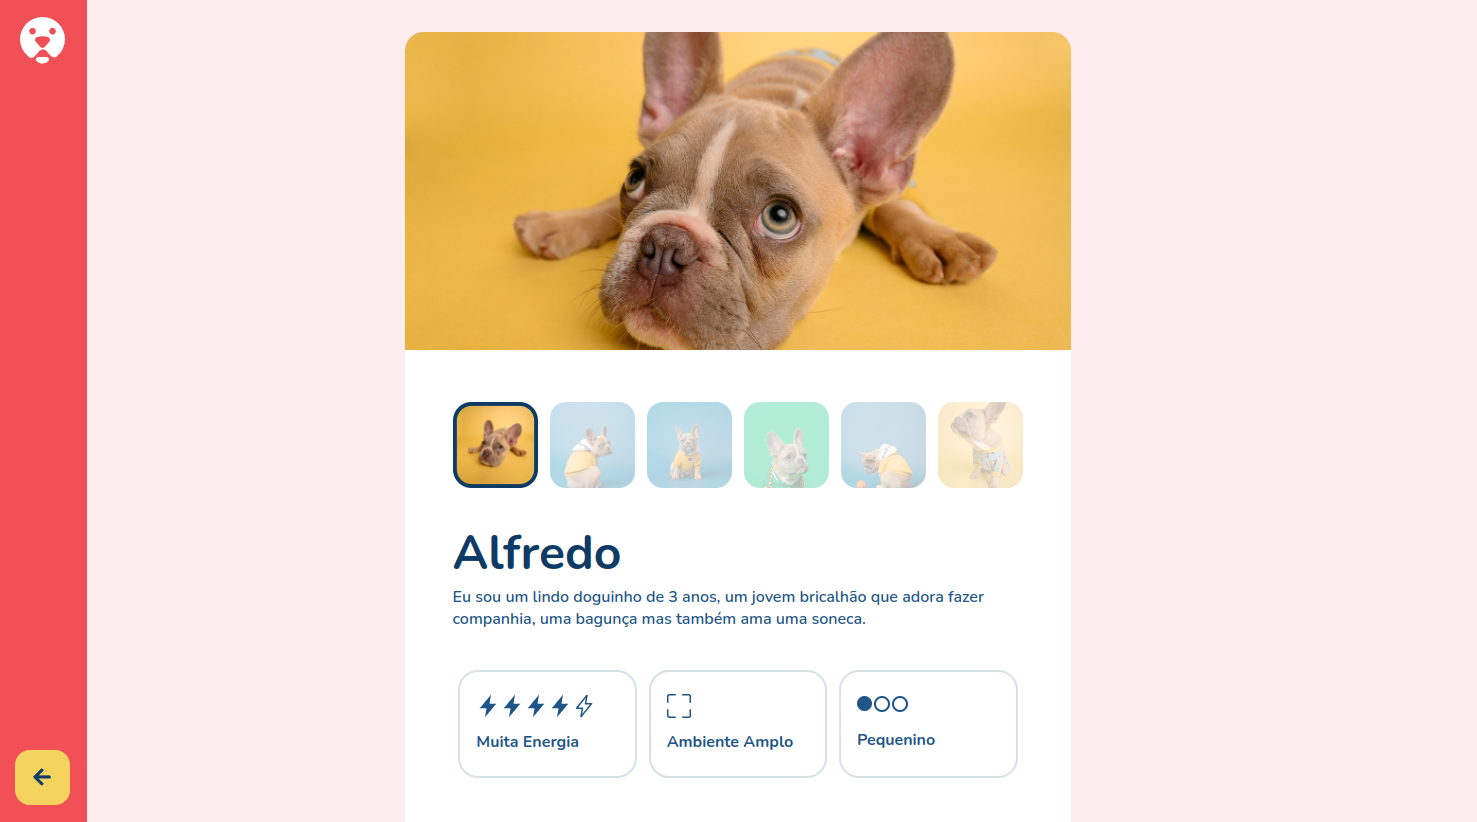 Alfredo
Eu sou um lindo doguinho de 3 anos, um jovem bricalhão que adora fazer
companhia, uma bagunça mas também ama uma soneca.
Muita Energia
Ambiente Amplo
Pequenino